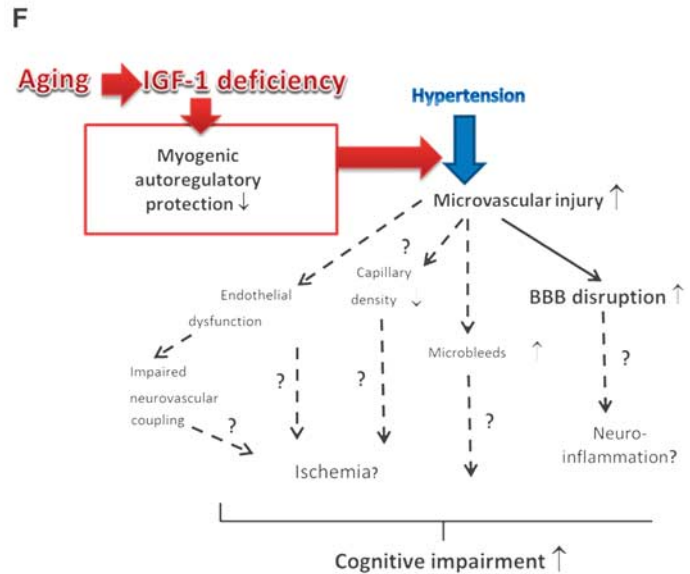 F
Aging IGF-1 deficiency
Hypertension
Myogenic
autoregulatory
protection ↓
Microvascular injury ↑
?
Capillary
density ↓
Endothelial
dysfunction
BBB disruption ↑
Microbleeds ↑
?
Impaired
neurovascular
coupling
?
?
?
?
Neuro-
inflammation?
Ischemia?
Cognitive impairment ↑